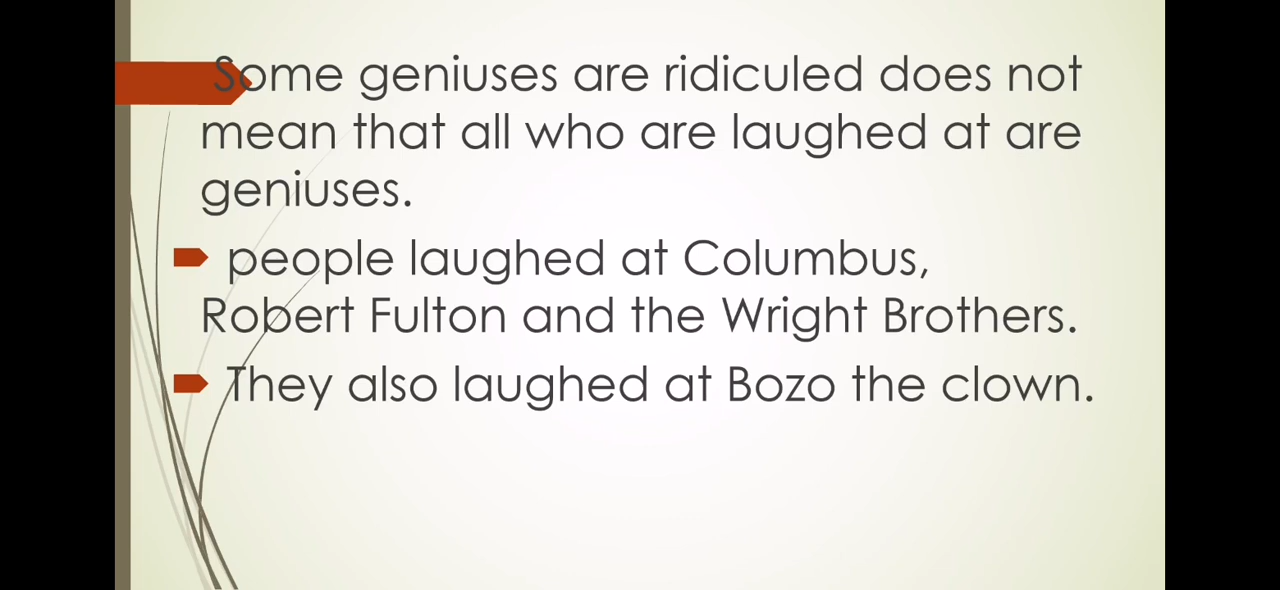 Some geniuses are ridiculed does not
mean that all who are laughed at are
geniuses.
people laughed at Columbus,
Robert Fulton and the Wright Brothers.
They also laughed at Bozo the clown.